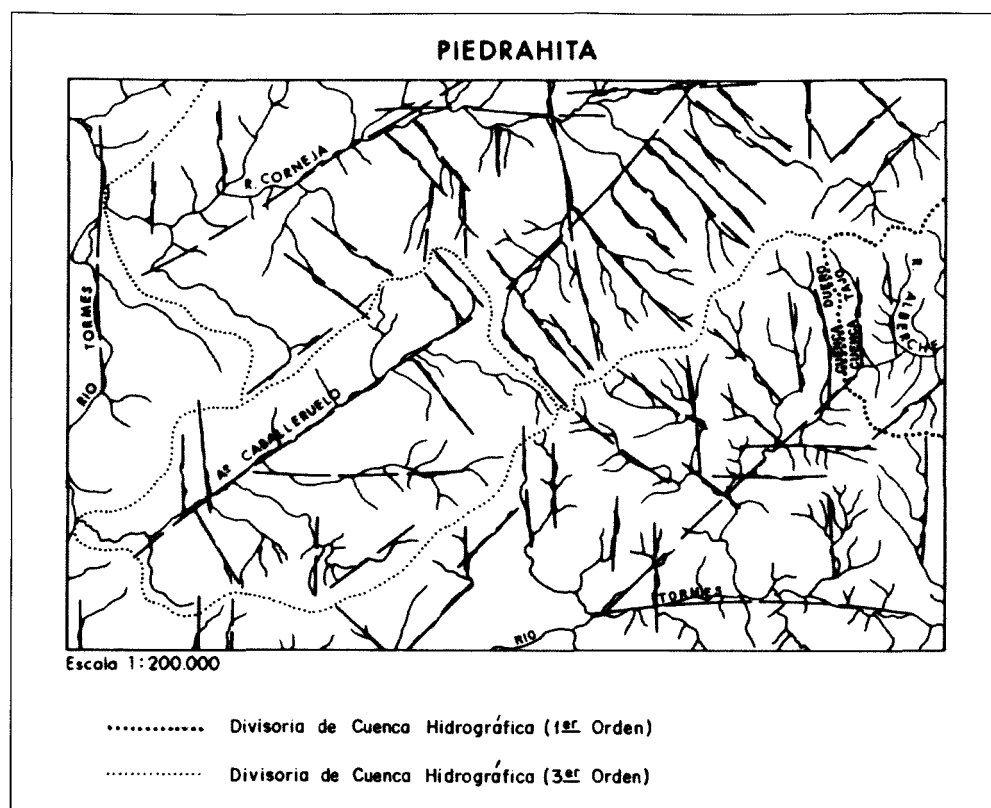 PIEDRAHITA
R. CORNEJA
RIO TORMES
Aº CABALLERUELO
CUENCA DUERO
CUENCA TAJO
R. ALBERCHE
RIO TORMES
Escala 1:200.000
Divisoria de Cuenca Hidrográfica (1er Orden)
Divisoria de Cuenca Hidrográfica (3er Orden)